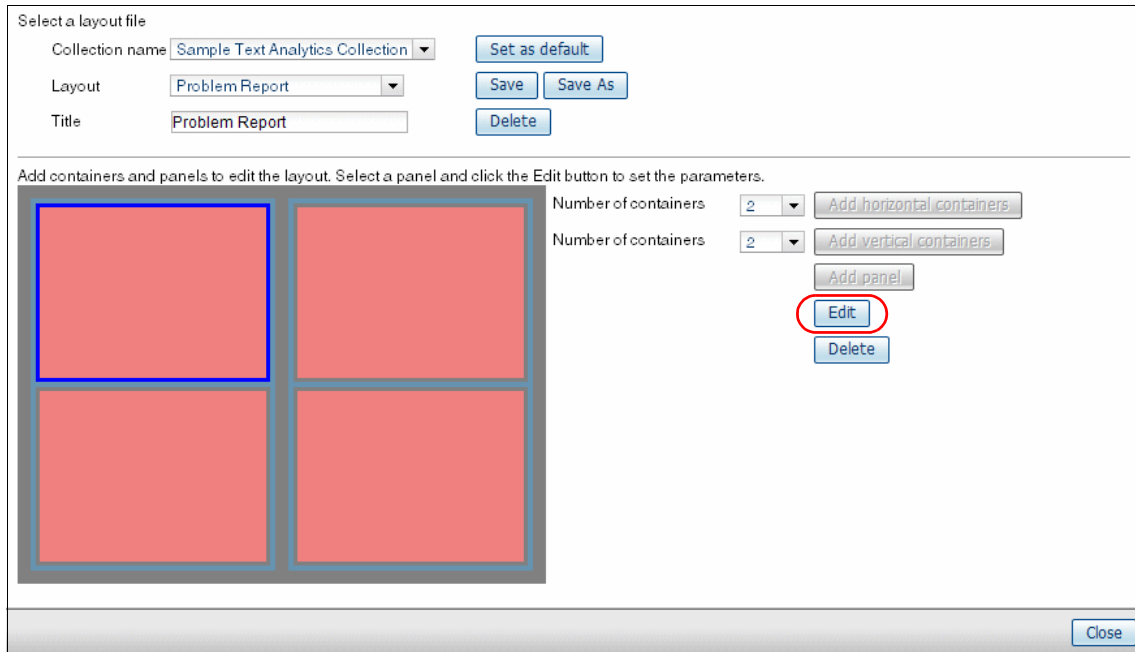 Select a layout file
Collection name Sample Text Analytics Collection Set as default
Layout Problem Report Save Save As
Title Problem Report Delete
Add containers and panels to edit the layout. Select a panel and click the Edit button to set the parameters.
Number of containers 2 Add horizontal containers
Number of containers 2 Add vertical containers
Add panel
Edit
Delete
Close